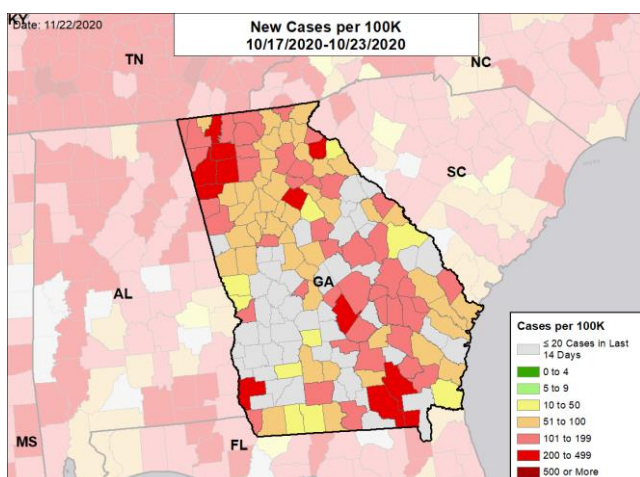 KY
Date: 11/22/2020
New Cases per 100K
10/17/2020-10/23/2020
TN
NC
SC
GA
AL
MS
FL
Cases per 100K
≤ 20 Cases in Last
14 Days
0 to 4
5 to 9
10 to 50
51 to 100
101 to 199
200 to 499
500 or More